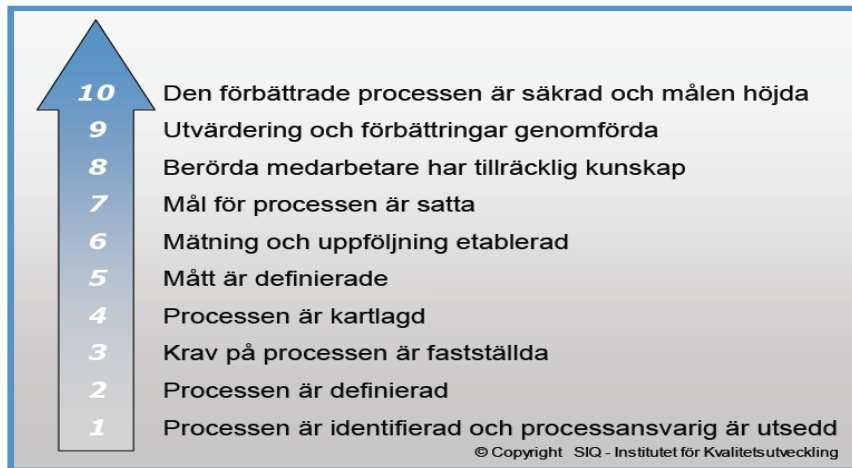 10 Den förbättrade processen är säkrad och målen höjda
9 Utvärdering och förbättringar genomförda
8 Berörda medarbetare har tillräcklig kunskap
7 Mål för processen är satta
6 Mätning och uppföljning etablerad
5 Mått är definierade
4 Processen är kartlagd
3 Krav på processen är fastställda
2 Processen är definierad
1 Processen är identifierad och processansvarig är utsedd
© Copyright SIQ - Institutet för Kvalitetsutveckling